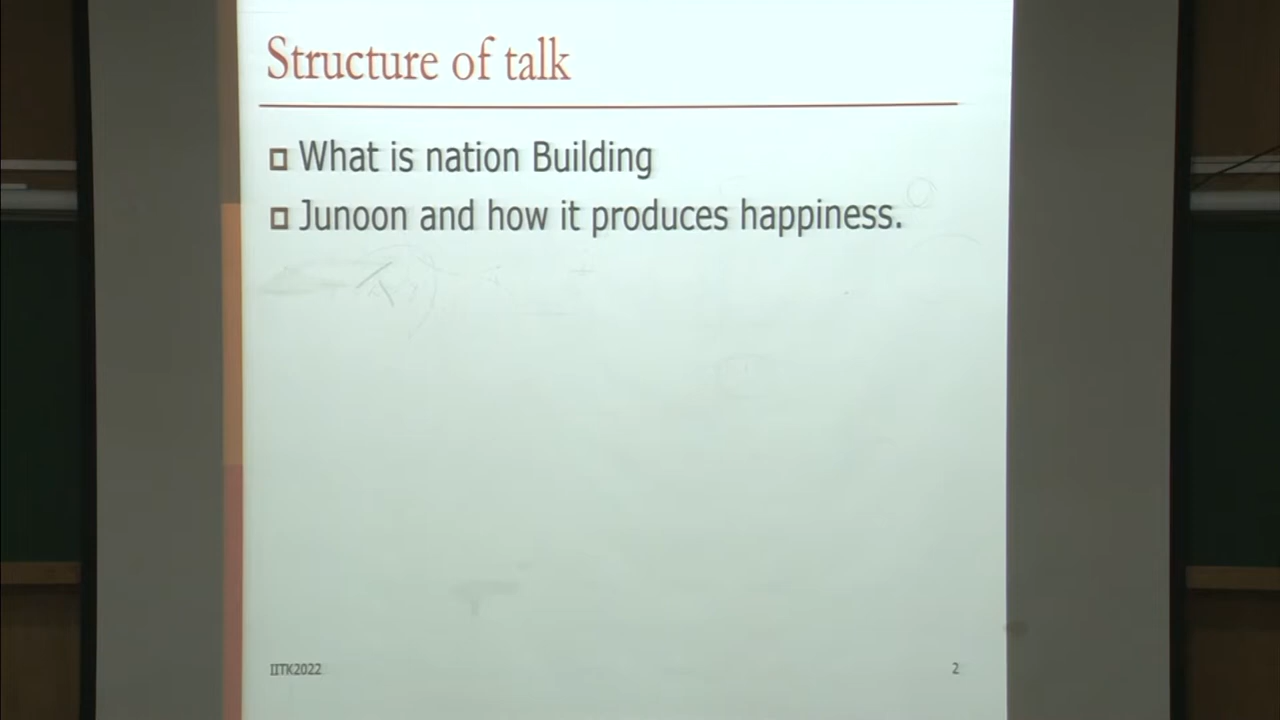 Structure of talk
What is nation Building
Junoon and how it produces happiness.
IITK2022
2